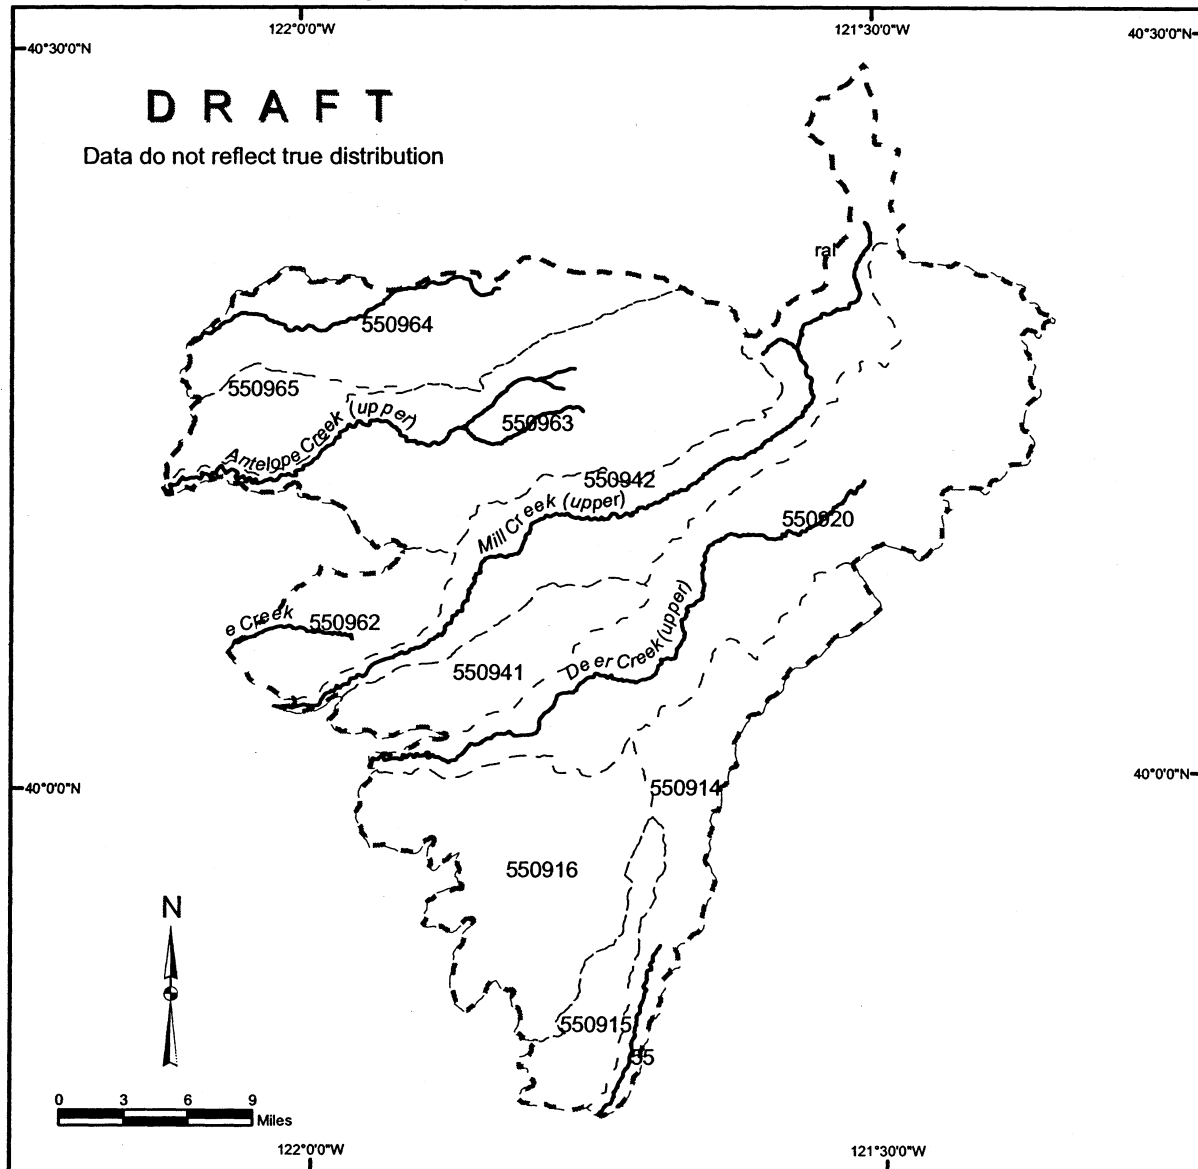 122°0'0"W
121°30'0"W
40°30'0"N
40°30'0"N
DRAFT
Data do not reflect true distribution
ral
550964
550965
Antelope Creek (upper)
550963
550942
Mill Creek (upper)
550920
e Creek
550962
550941
Deer Creek (upper)
40°0'0"N
550914
40°0'0"N
550916
N
550915
55
0 3 6 9
Miles
122°0'0"W
121°30'0"W